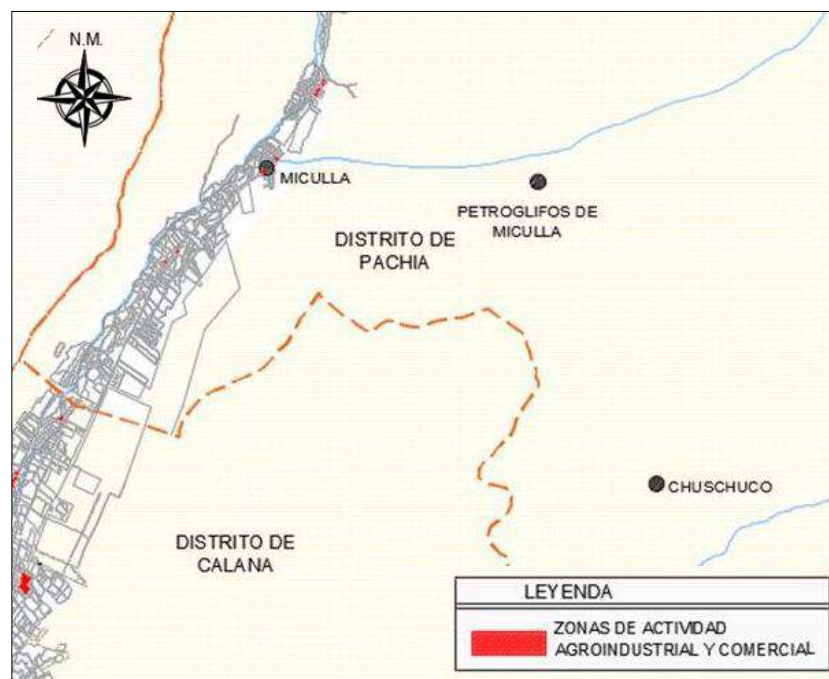 N.M.
MICULLA
PETROGLIFOS DE
MICULLA
DISTRITO DE
PACHIA
CHUSCHUCO
DISTRITO DE
CALANA
LEYENDA
ZONAS DE ACTIVIDAD
AGROINDUSTRIAL Y COMERCIAL